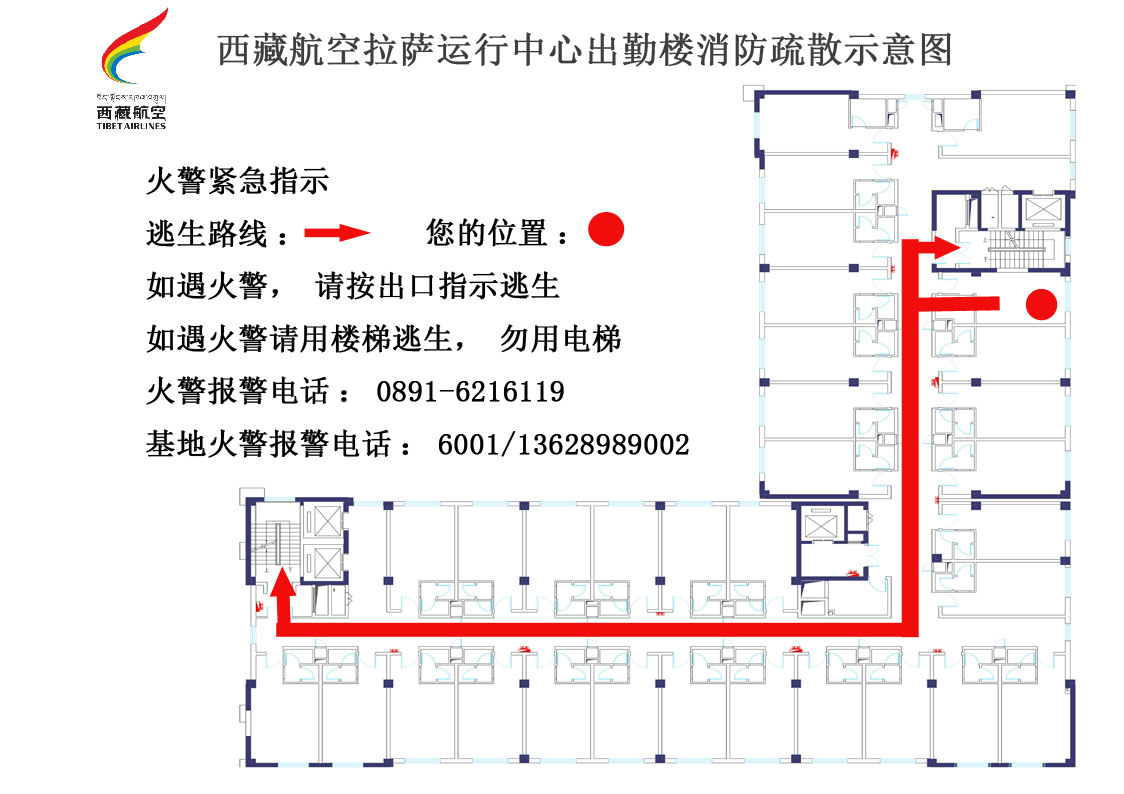 西藏航空拉萨运行中心出勤楼消防疏散示意图
西藏航空
TIBET AIRLINES
火警紧急指示
逃生路线： 您的位置：
如遇火警， 请按出口指示逃生
如遇火警请用楼梯逃生， 勿用电梯
火警报警电话： 0891-6216119
基地火警报警电话： 6001/13628989002
上
下
上
下